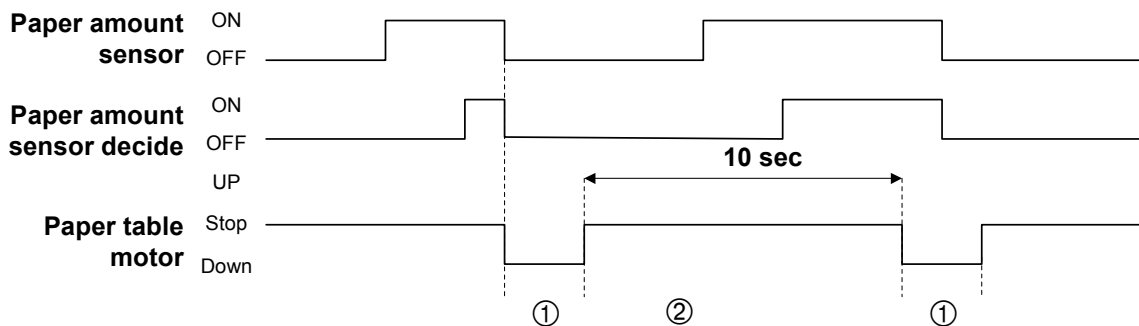 Paper amount
sensor
ON
OFF
Paper amount
sensor decide
ON
OFF
10 sec
UP
Paper table
motor
Stop
Down
① ② ①